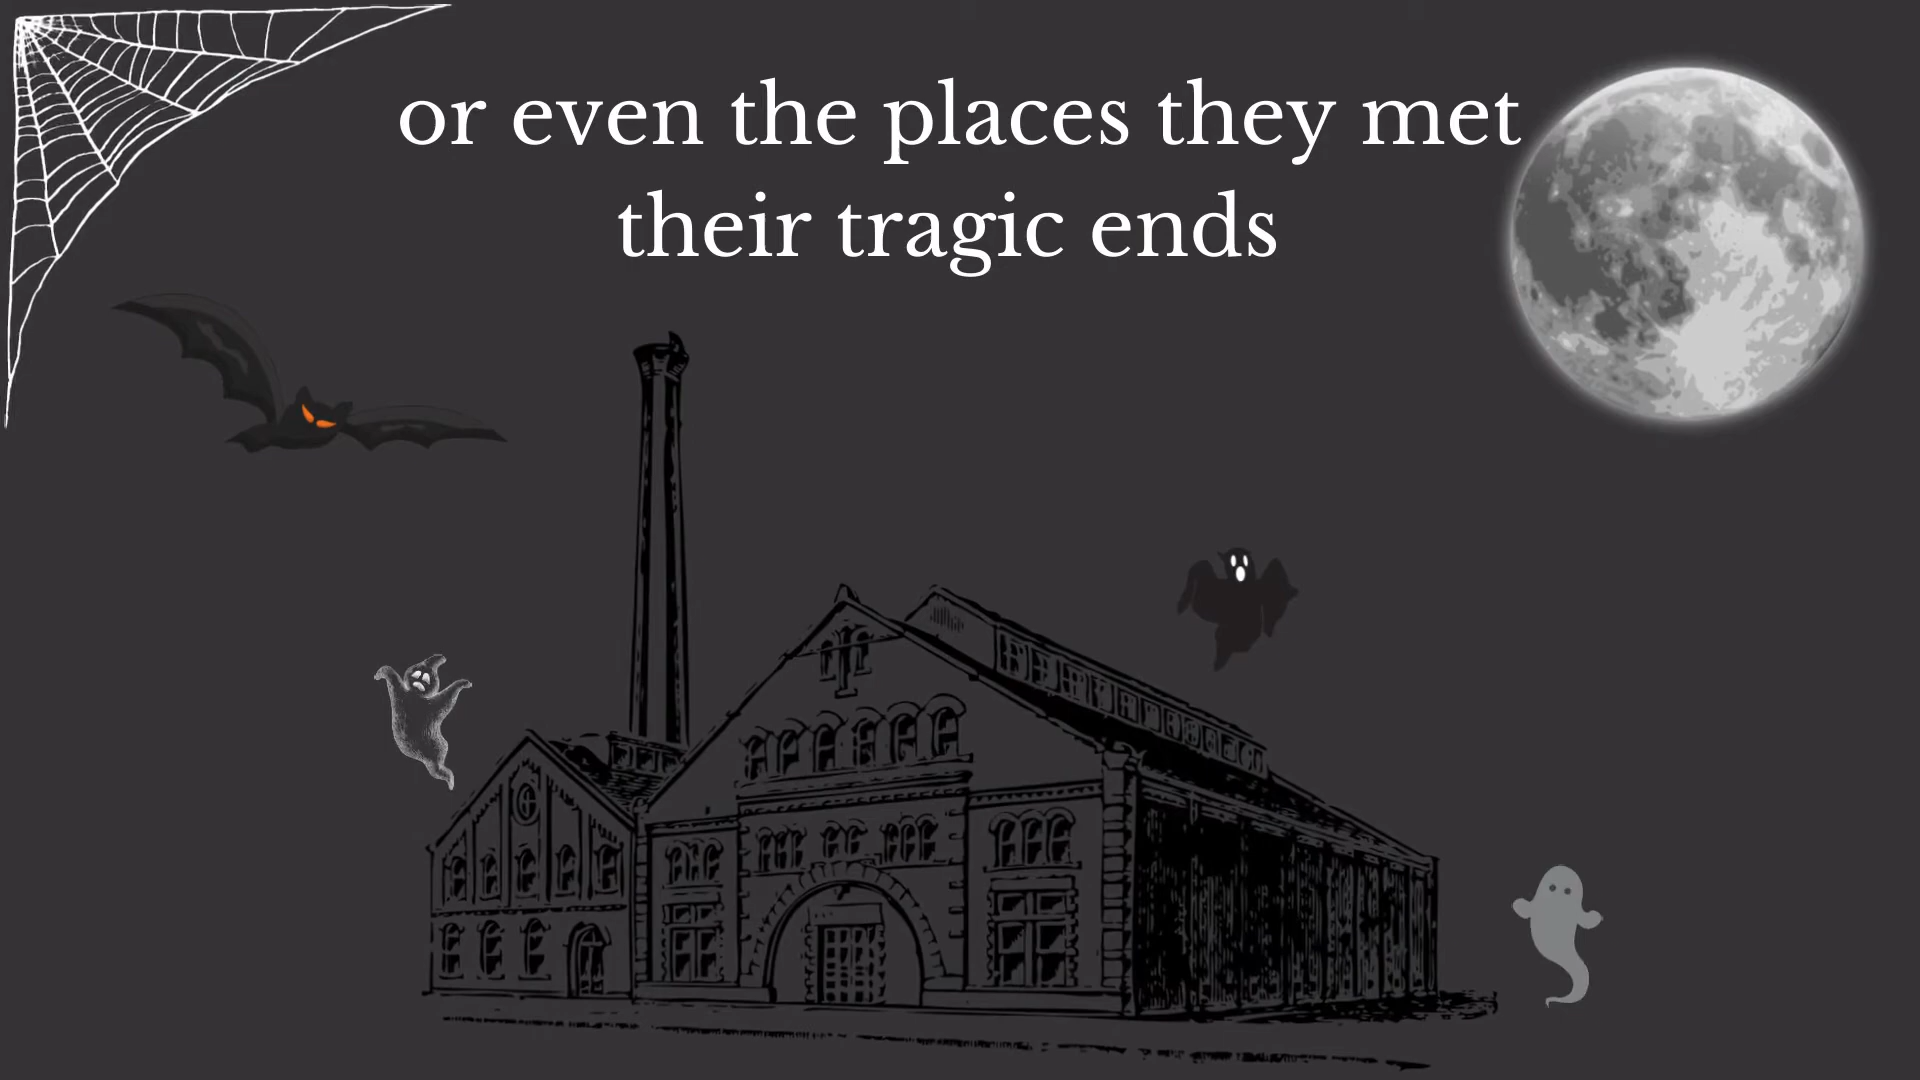 or even the places they met
their tragic ends